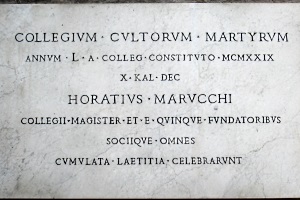 COLLEGIVM · CVLTORVM · MARTYRVM
ANNVM · L · A · COLLEG · CONSTITVTO · MCMXXIX
X · KAL · DEC
HORATIVS · MARVCCHI
COLLEGII · MAGISTER · ET · E · QVINQVE · FVNDATORIBVS
SOCIIQVE · OMNES
CVMVLATA · LAETITIA · CELEBRARVNT